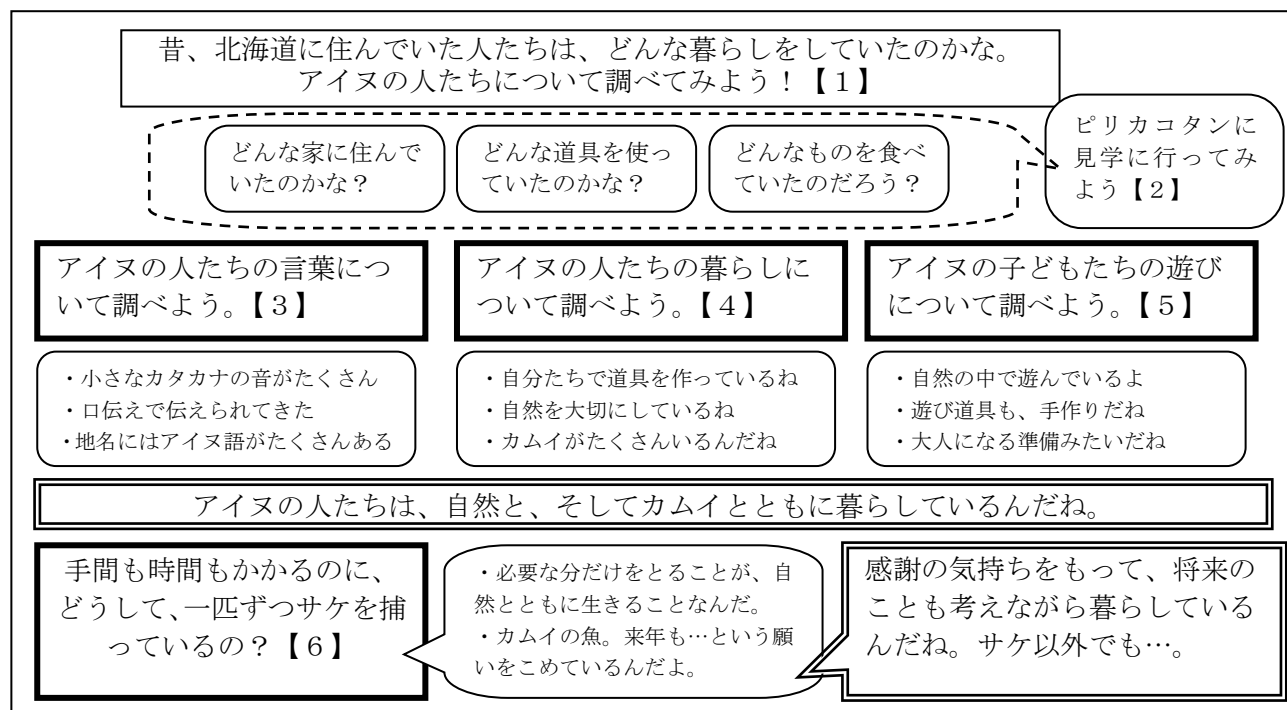 昔、北海道に住んでいた人たちは、どんな暮らしをしていたのかな。
アイヌの人たちについて調べてみよう！【１】
どんな家に住んで
いたのかな？
どんな道具を使っ
ていたのかな？
どんなものを食べ
ていたのだろう？
ピリカコタンに
見学に行ってみ
よう【２】
アイヌの人たちの言葉につ
いて調べよう。【３】
アイヌの人たちの暮らしに
ついて調べよう。【４】
アイヌの子どもたちの遊び
について調べよう。【５】
・小さなカタカナの音がたくさん
・口伝えで伝えられてきた
・地名にはアイヌ語がたくさんある
・自分たちで道具を作っているね
・自然を大切にしているね
・カムイがたくさんいるんだね
・自然の中で遊んでいるよ
・遊び道具も、手作りだね
・大人になる準備みたいだね
アイヌの人たちは、自然と、そしてカムイとともに暮らしているんだね。
手間も時間もかかるのに、
どうして、一匹ずつサケを捕
っているの？【６】
・必要な分だけをとることが、自
然とともに生きることなんだ。
・カムイの魚。来年も…という願
いをこめているんだよ。
感謝の気持ちをもって、将来の
ことも考えながら暮らしている
んだね。サケ以外でも…。